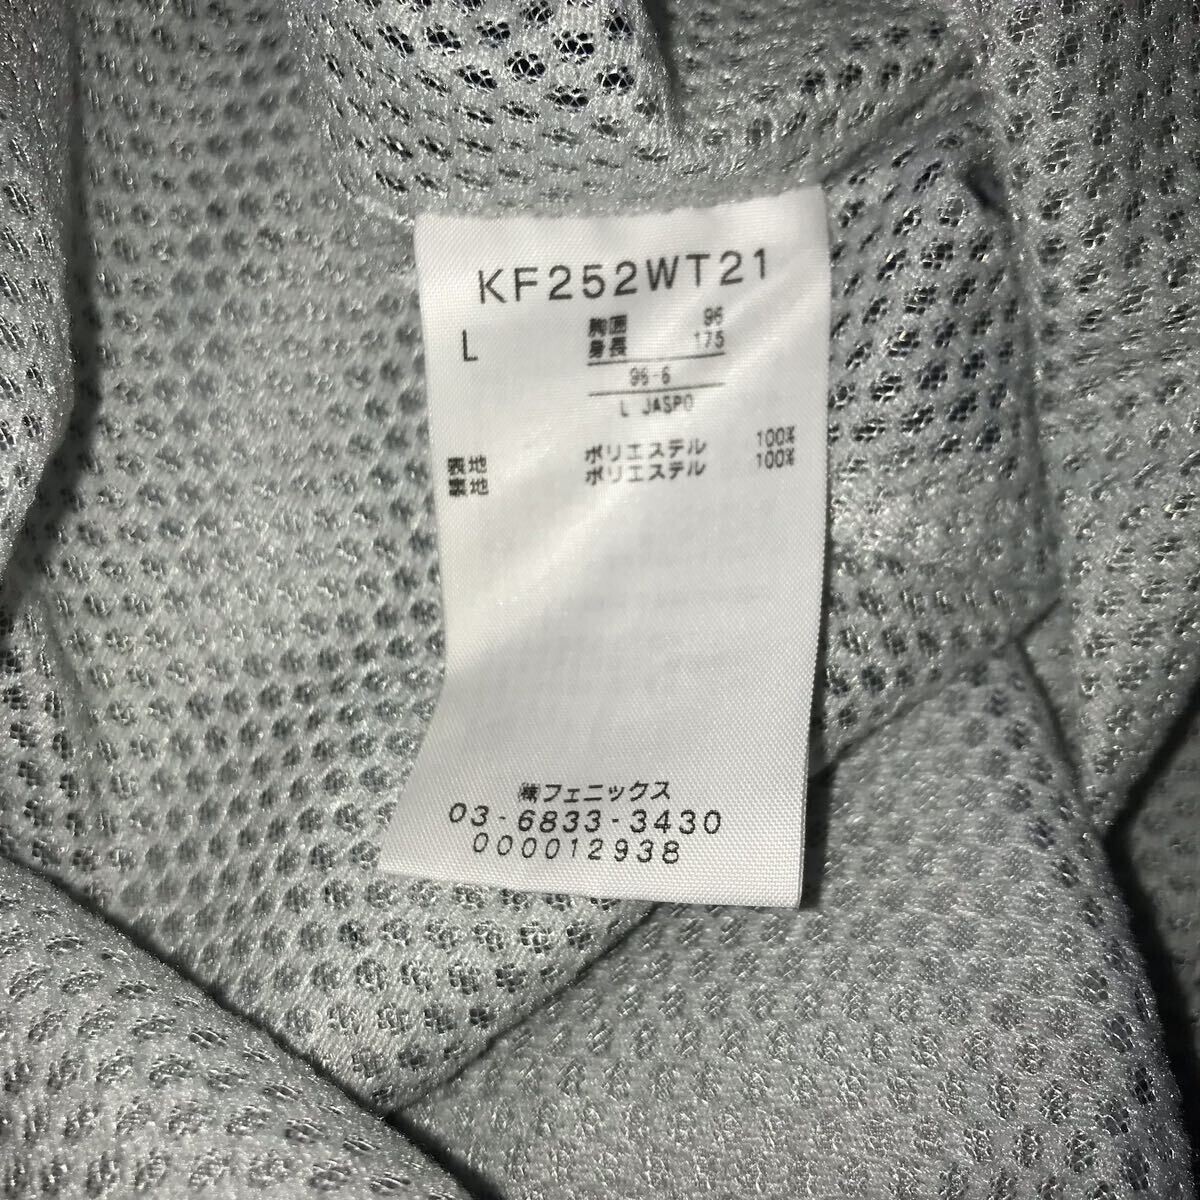 KF252WT21
L 胸囲 96
身長 175
96-6
L JASPO
表地 ポリエステル 100%
裏地 ポリエステル 100%
㈱フェニックス
03-6833-3430
000012938